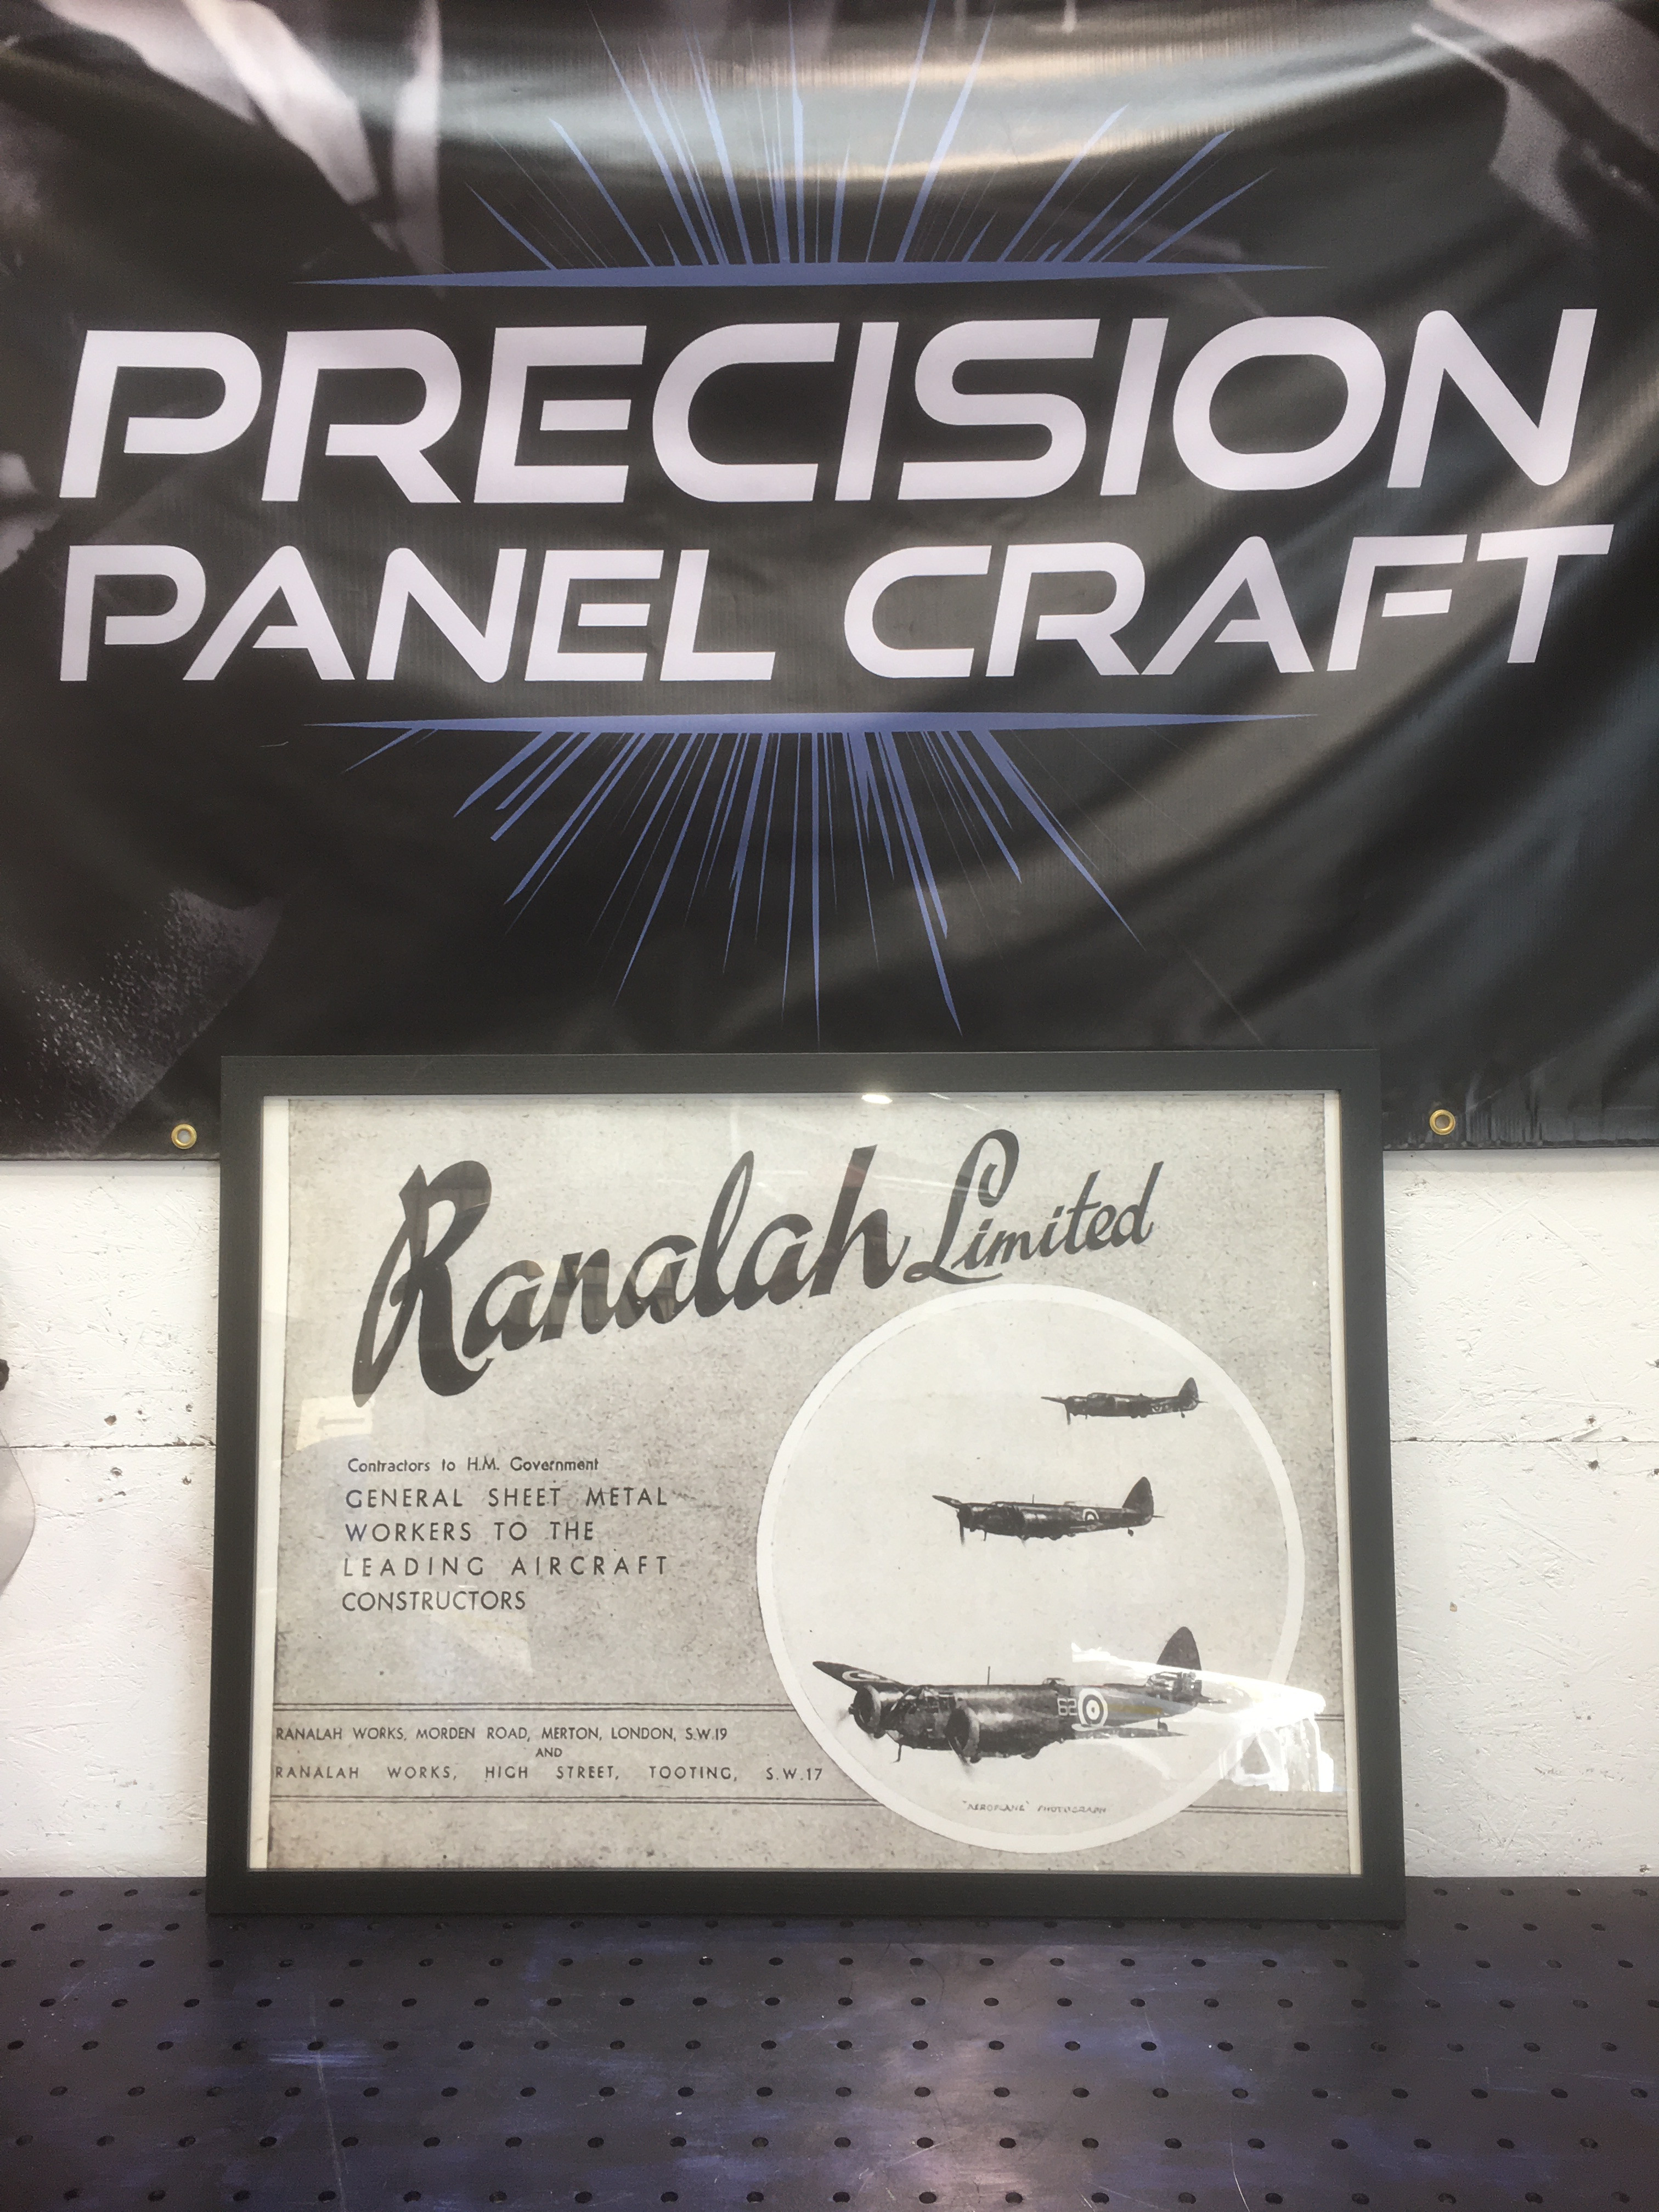 PRECISION
PANEL CRAFT
Ranalah Limited
Contractors to H.M. Government
GENERAL SHEET METAL
WORKERS TO THE
LEADING AIRCRAFT
CONSTRUCTORS
RANALAH WORKS, MORDEN ROAD, MERTON, LONDON, S.W.19
AND
RANALAH WORKS, HIGH STREET, TOOTING, S.W.17
62
"AEROPLANE" PHOTOGRAPH